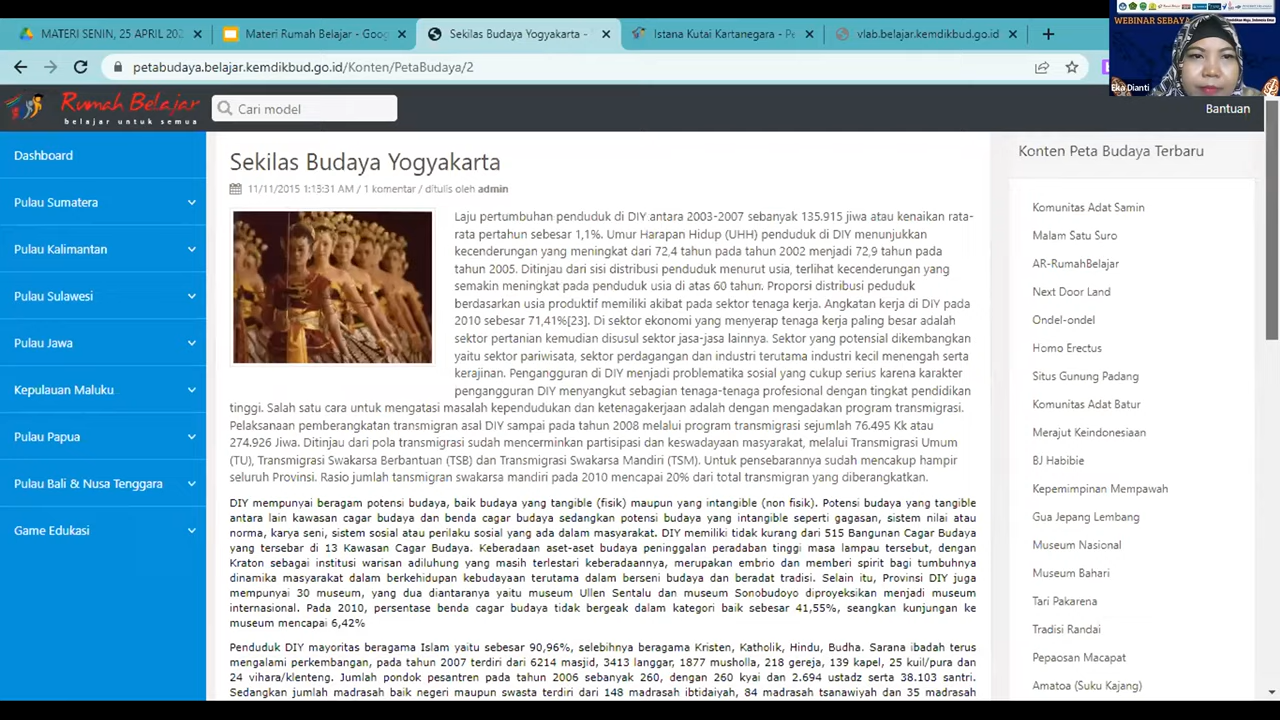 MATERI SENIN, 25 APRIL 202
Materi Rumah Belajar - Goog
Sekilas Budaya Yogyakarta -
Istana Kutai Kartanegara - Pe
vlab.belajar.kemdikbud.go.id
petabudaya.belajar.kemdikbud.go.id/Konten/PetaBudaya/2
WEBINAR SEBAYA
Eka Dianti
Rumah Belajar
belajar untuk semua
Cari model
Bantuan
Dashboard
Pulau Sumatera
Pulau Kalimantan
Pulau Sulawesi
Pulau Jawa
Kepulauan Maluku
Pulau Papua
Pulau Bali & Nusa Tenggara
Game Edukasi
Sekilas Budaya Yogyakarta
11/11/2015 1:13:31 AM / 1 komentar / ditulis oleh admin
Laju pertumbuhan penduduk di DIY antara 2003-2007 sebanyak 135.915 jiwa atau kenaikan rata-
rata pertahun sebesar 1,1%. Umur Harapan Hidup (UHH) penduduk di DIY menunjukkan
kecenderungan yang meningkat dari 72,4 tahun pada tahun 2002 menjadi 72,9 tahun pada
tahun 2005. Ditinjau dari sisi distribusi penduduk menurut usia, terlihat kecenderungan yang
semakin meningkat pada penduduk usia di atas 60 tahun. Proporsi distribusi peduduk
berdasarkan usia produktif memiliki akibat pada sektor tenaga kerja. Angkatan kerja di DIY pada
2010 sebesar 71,41%[23]. Di sektor ekonomi yang menyerap tenaga kerja paling besar adalah
sektor pertanian kemudian disusul sektor jasa-jasa lainnya. Sektor yang potensial dikembangkan
yaitu sektor pariwisata, sektor perdagangan dan industri terutama industri kecil menengah serta
kerajinan. Pengangguran di DIY menjadi problematika sosial yang cukup serius karena karakter
pengangguran DIY menyangkut sebagian tenaga-tenaga profesional dengan tingkat pendidikan
tinggi. Salah satu cara untuk mengatasi masalah kependudukan dan ketenagakerjaan adalah dengan mengadakan program transmigrasi.
Pelaksanaan pemberangkatan transmigran asal DIY sampai pada tahun 2008 melalui program transmigrasi sejumlah 76.495 Kk atau
274.926 Jiwa. Ditinjau dari pola transmigrasi sudah mencerminkan partisipasi dan keswadayaan masyarakat, melalui Transmigrasi Umum
(TU), Transmigrasi Swakarsa Berbantuan (TSB) dan Transmigrasi Swakarsa Mandiri (TSM). Untuk pensebarannya sudah mencakup hampir
seluruh Provinsi. Rasio jumlah tansmigran swakarsa mandiri pada 2010 mencapai 20% dari total transmigran yang diberangkatkan.
DIY mempunyai beragam potensi budaya, baik budaya yang tangible (fisik) maupun yang intangible (non fisik). Potensi budaya yang tangible
antara lain kawasan cagar budaya dan benda cagar budaya sedangkan potensi budaya yang intangible seperti gagasan, sistem nilai atau
norma, karya seni, sistem sosial atau perilaku sosial yang ada dalam masyarakat. DIY memiliki tidak kurang dari 515 Bangunan Cagar Budaya
yang tersebar di 13 Kawasan Cagar Budaya. Keberadaan aset-aset budaya peninggalan peradaban tinggi masa lampau tersebut, dengan
Kraton sebagai institusi warisan adiluhung yang masih terlestari keberadaannya, merupakan embrio dan memberi spirit bagi tumbuhnya
dinamika masyarakat dalam berkehidupan kebudayaan terutama dalam berseni budaya dan beradat tradisi. Selain itu, Provinsi DIY juga
mempunyai 30 museum, yang dua diantaranya yaitu museum Ullen Sentalu dan museum Sonobudoyo diproyeksikan menjadi museum
internasional. Pada 2010, persentase benda cagar budaya tidak bergeak dalam kategori baik sebesar 41,55%, seangkan kunjungan ke
museum mencapai 6,42%
Penduduk DIY mayoritas beragama Islam yaitu sebesar 90,96%, selebihnya beragama Kristen, Katholik, Hindu, Budha. Sarana ibadah terus
mengalami perkembangan, pada tahun 2007 terdiri dari 6214 masjid, 3413 langgar, 1877 musholla, 218 gereja, 139 kapel, 25 kuil/pura dan
24 vihara/klenteng. Jumlah pondok pesantren pada tahun 2006 sebanyak 260, dengan 260 kyai dan 2.694 ustadz serta 38.103 santri.
Sedangkan jumlah madrasah baik negeri maupun swasta terdiri dari 148 madrasah ibtidaiyah, 84 madrasah tsanawiyah dan 35 madrasah
Konten Peta Budaya Terbaru
Komunitas Adat Samin
Malam Satu Suro
AR-RumahBelajar
Next Door Land
Ondel-ondel
Homo Erectus
Situs Gunung Padang
Komunitas Adat Batur
Merajut Keindonesiaan
BJ Habibie
Kepemimpinan Mempawah
Gua Jepang Lembang
Museum Nasional
Museum Bahari
Tari Pakarena
Tradisi Randai
Pepaosan Macapat
Amatoa (Suku Kajang)